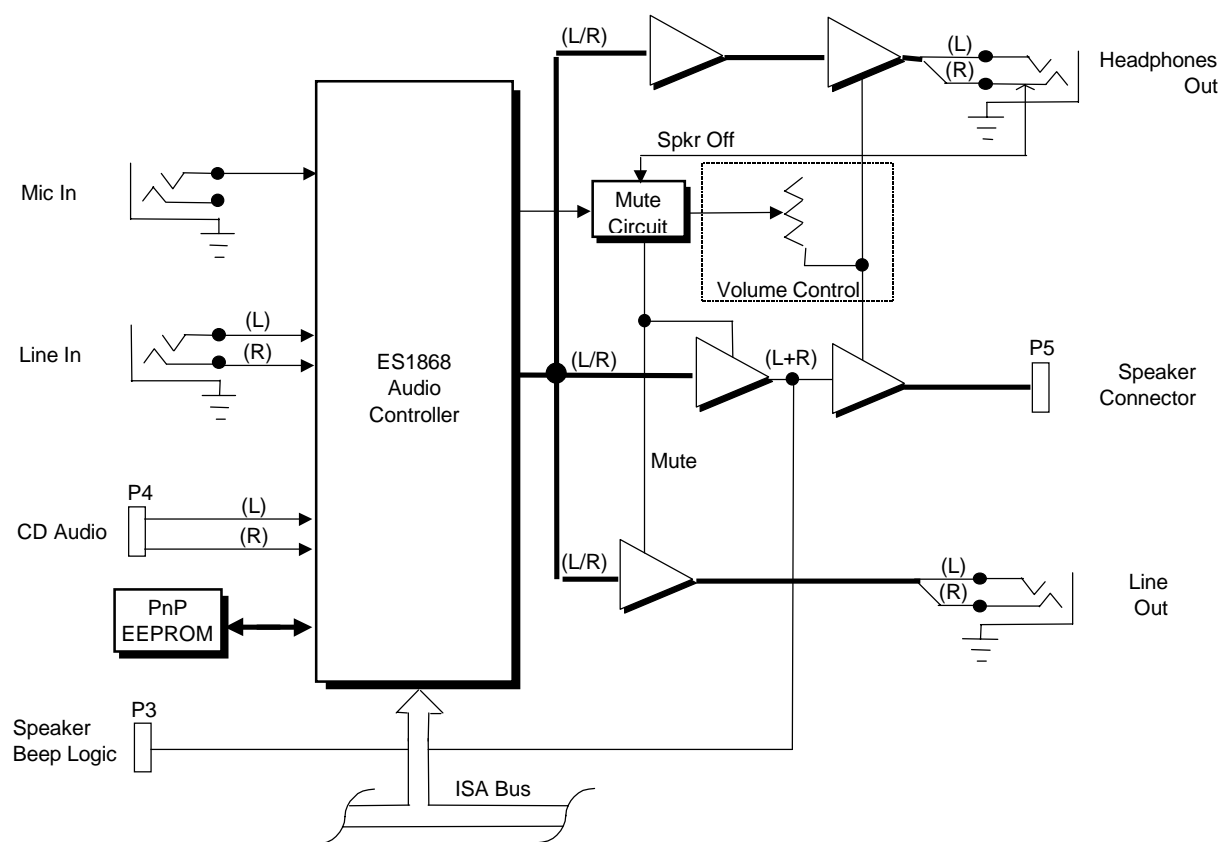 (L/R)
(L)
(R)
Headphones
Out
Spkr Off
Mic In
Mute
Circuit
Volume Control
Line In
(L)
(R)
ES1868
Audio
Controller
(L/R)
(L+R)
P5
Speaker
Connector
Mute
P4
CD Audio
(L)
(R)
(L/R)
(L)
(R)
Line
Out
PnP
EEPROM
P3
Speaker
Beep Logic
ISA Bus